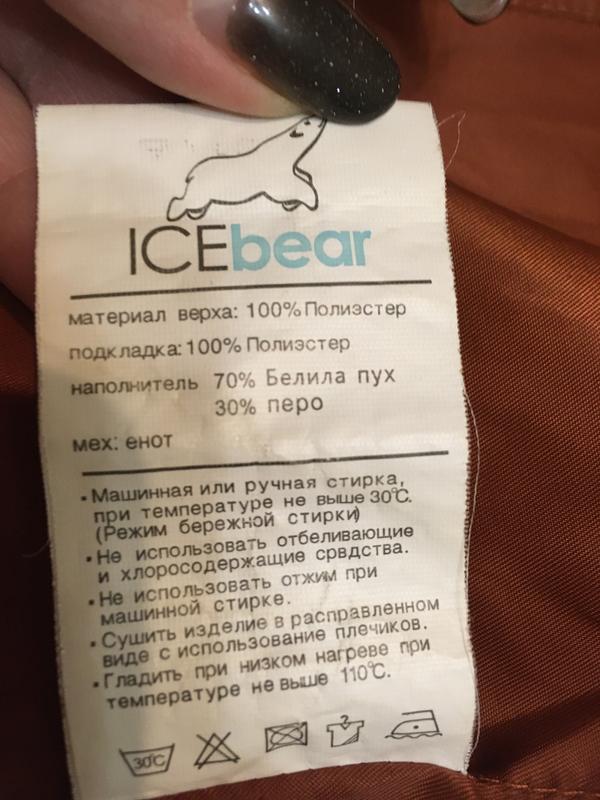 ICEbear
материал верха: 100% Полиэстер
подкладка: 100% Полиэстер
наполнитель 70% Белила пух
30% перо
мех: енот
• Машинная или ручная стирка,
при температуре не выше 30℃.
(Режим бережной стирки)
• Не использовать отбеливающие
и хлоросодержащие срвдства.
• Не использовать отжим при
машинной стирке.
• Сушить изделие в расправленном
виде с использование плечиков.
• Гладить при низком нагреве при
температуре не выше 110℃.
30℃ 2